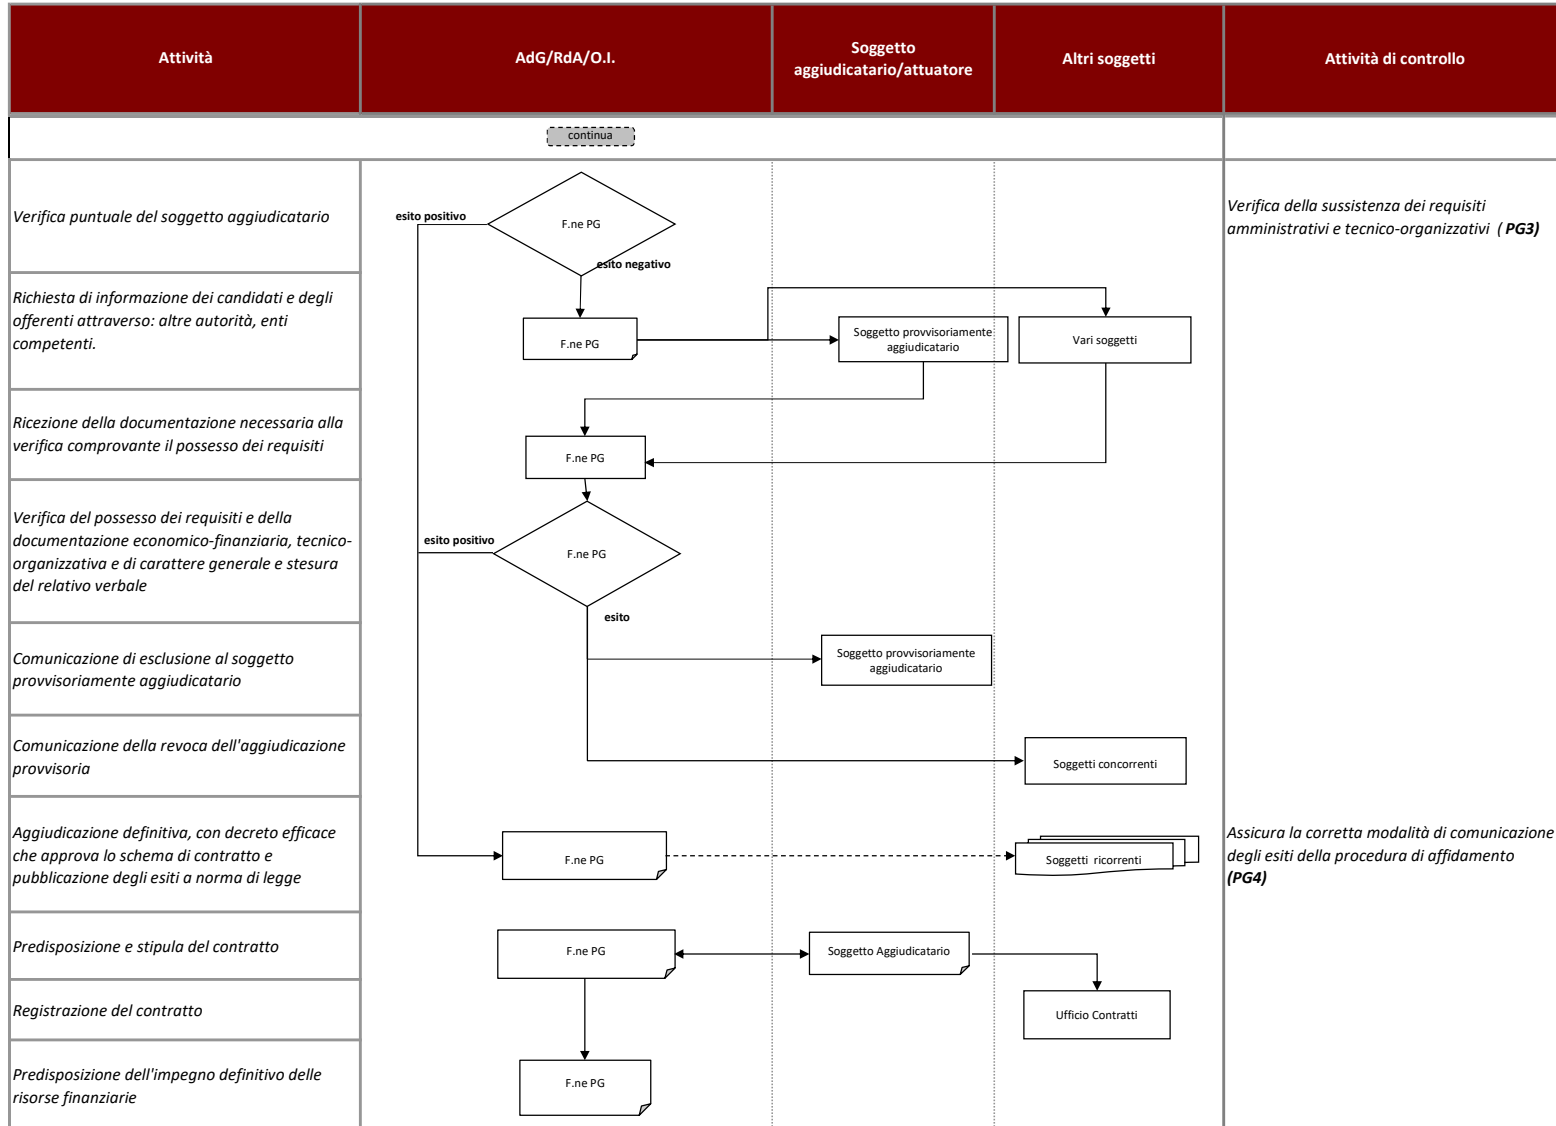 Attività
AdG/RdA/O.I.
Soggetto
aggiudicatario/attuatore
Altri soggetti
Attività di controllo
continua
Verifica puntuale del soggetto aggiudicatario
esito positivo
F.ne PG
esito negativo
Verifica della sussistenza dei requisiti
amministrativi e tecnico-organizzativi ( PG3)
Richiesta di informazione dei candidati e degli
offerenti attraverso: altre autorità, enti
competenti.
F.ne PG
Soggetto provvisoriamente
aggiudicatario
Vari soggetti
Ricezione della documentazione necessaria alla
verifica comprovante il possesso dei requisiti
F.ne PG
Verifica del possesso dei requisiti e della
documentazione economico-finanziaria, tecnico-
organizzativa e di carattere generale e stesura
del relativo verbale
esito positivo
F.ne PG
esito
Comunicazione di esclusione al soggetto
provvisoriamente aggiudicatario
Soggetto provvisoriamente
aggiudicatario
Comunicazione della revoca dell'aggiudicazione
provvisoria
Soggetti concorrenti
Aggiudicazione definitiva, con decreto efficace
che approva lo schema di contratto e
pubblicazione degli esiti a norma di legge
F.ne PG
Soggetti ricorrenti
Assicura la corretta modalità di comunicazione
degli esiti della procedura di affidamento
(PG4)
Predisposizione e stipula del contratto
F.ne PG
Soggetto Aggiudicatario
Registrazione del contratto
Ufficio Contratti
Predisposizione dell'impegno definitivo delle
risorse finanziarie
F.ne PG